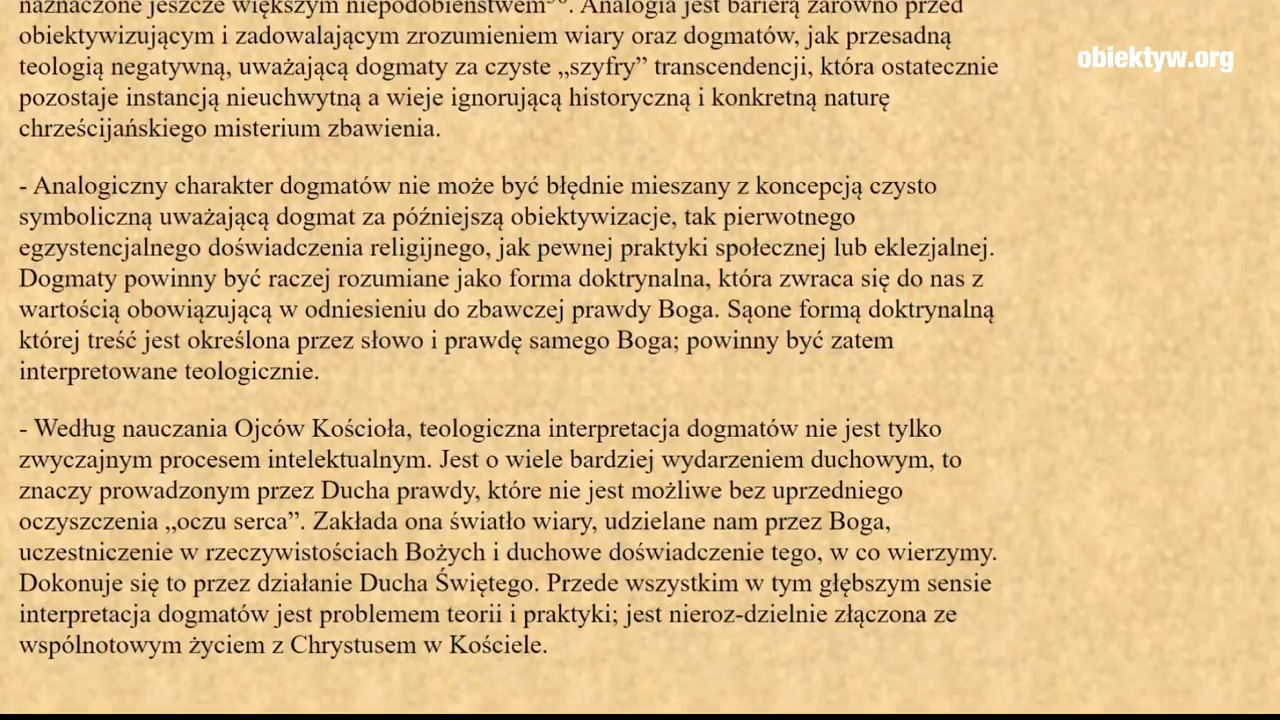 naznaczone jeszcze większym niepodobieństwem. Analogia jest barierą zarówno przed
obiektywizującym i zadowalającym zrozumieniem wiary oraz dogmatów, jak przesadną
teologią negatywną, uważającą dogmaty za czyste „szyfry” transcendencji, która ostatecznie
pozostaje instancją nieuchwytną a wieje ignorującą historyczną i konkretną naturę
chrześcijańskiego misterium zbawienia.
obiektyw.org
- Analogiczny charakter dogmatów nie może być błędnie mieszany z koncepcją czysto
symboliczną uważającą dogmat za późniejszą obiektywizacje, tak pierwotnego
egzystencjalnego doświadczenia religijnego, jak pewnej praktyki społecznej lub eklezjalnej.
Dogmaty powinny być raczej rozumiane jako forma doktrynalna, która zwraca się do nas z
wartością obowiązującą w odniesieniu do zbawczej prawdy Boga. Sąone formą doktrynalną
której treść jest określona przez słowo i prawdę samego Boga; powinny być zatem
interpretowane teologicznie.
- Według nauczania Ojców Kościoła, teologiczna interpretacja dogmatów nie jest tylko
zwyczajnym procesem intelektualnym. Jest o wiele bardziej wydarzeniem duchowym, to
znaczy prowadzonym przez Ducha prawdy, które nie jest możliwe bez uprzedniego
oczyszczenia „oczu serca”. Zakłada ona światło wiary, udzielane nam przez Boga,
uczestniczenie w rzeczywistościach Bożych i duchowe doświadczenie tego, w co wierzymy.
Dokonuje się to przez działanie Ducha Świętego. Przede wszystkim w tym głębszym sensie
interpretacja dogmatów jest problemem teorii i praktyki; jest nieroz-dzielnie złączona ze
wspólnotowym życiem z Chrystusem w Kościele.